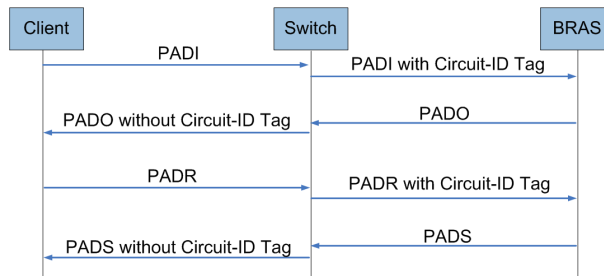 Client
Switch
BRAS
PADI
PADI with Circuit-ID Tag
PADO
PADO without Circuit-ID Tag
PADR
PADR with Circuit-ID Tag
PADS
PADS without Circuit-ID Tag